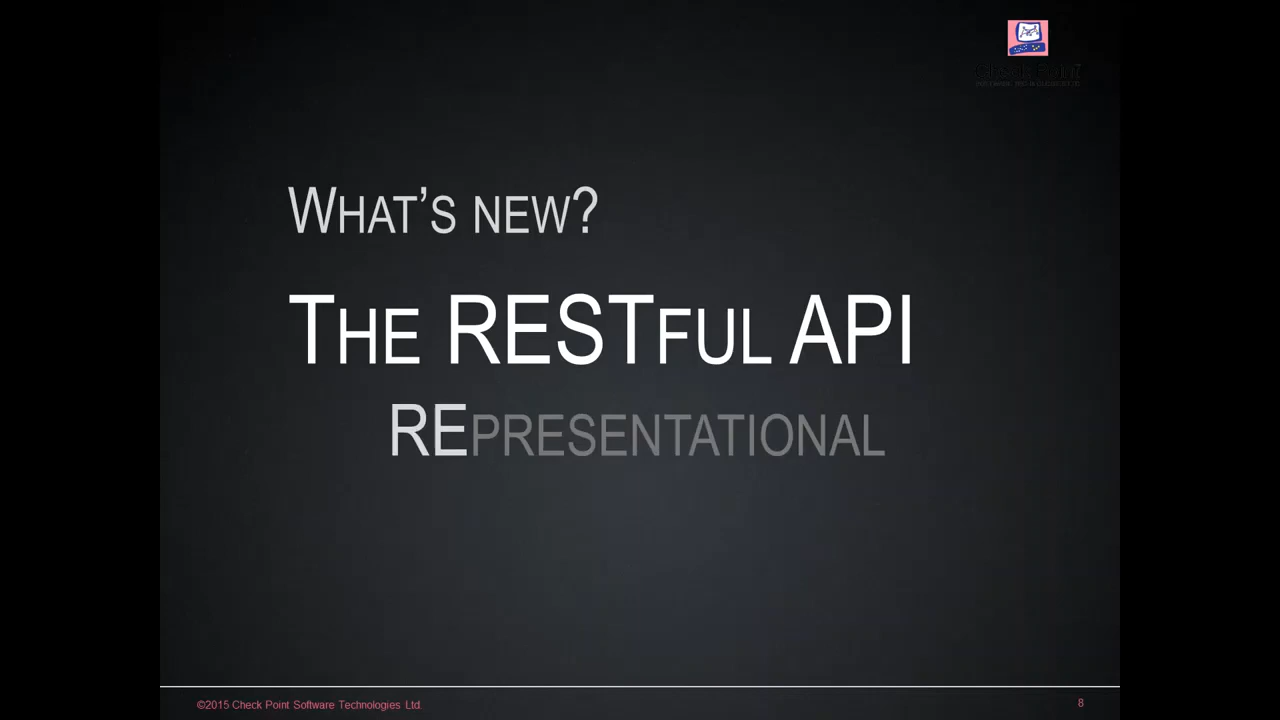 WHAT'S NEW?
THE RESTFUL API
REPRESENTATIONAL
©2015 Check Point Software Technologies Ltd.
8